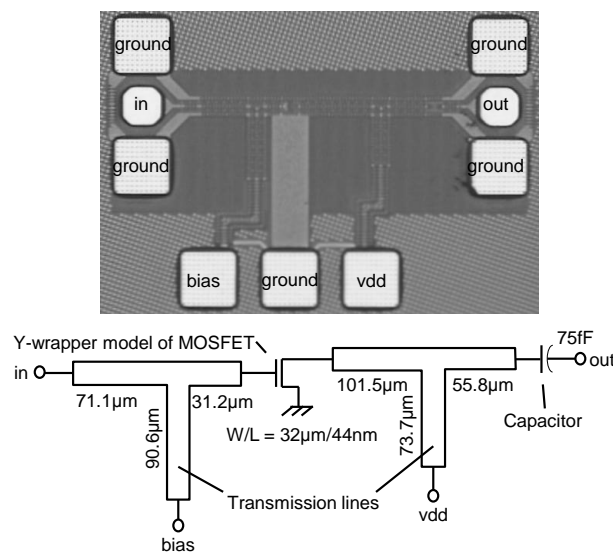 ground
ground
in
out
ground
ground
bias
ground
vdd
Y-wrapper model of MOSFET
75fF
in
out
71.1µm
31.2µm
101.5µm
55.8µm
90.6µm
73.7µm
W/L = 32µm/44nm
Capacitor
Transmission lines
vdd
bias